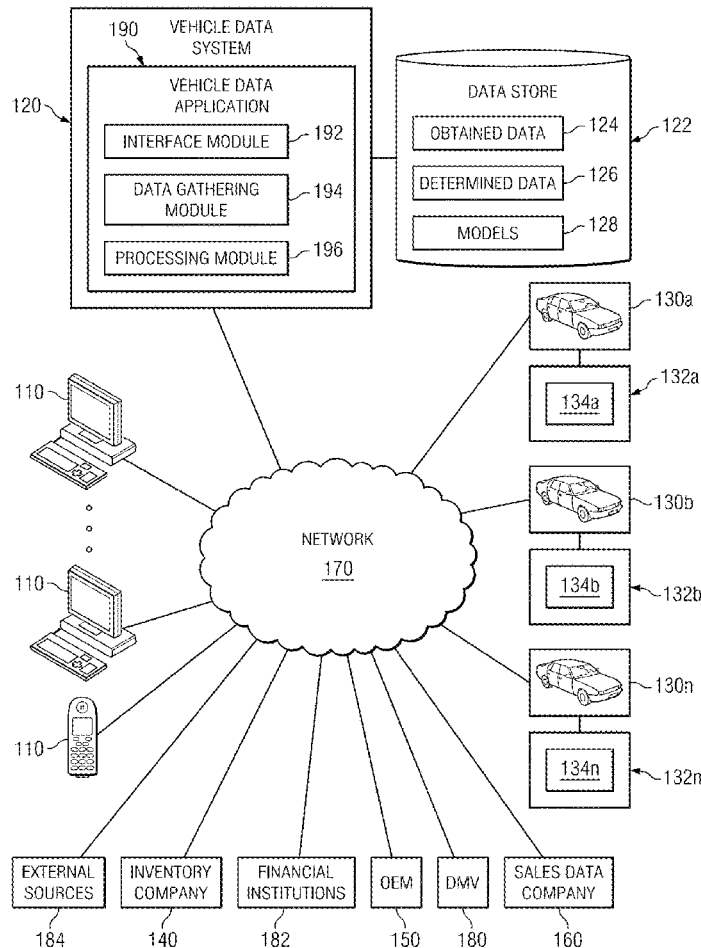 190
VEHICLE DATA
SYSTEM
120
VEHICLE DATA
APPLICATION
INTERFACE MODULE
192
DATA GATHERING
MODULE
194
PROCESSING MODULE
196
DATA STORE
OBTAINED DATA
124
122
DETERMINED DATA
126
MODELS
128
130a
132a
134a
110
130b
NETWORK
170
134b
132b
110
130n
110
134n
132n
EXTERNAL
SOURCES
INVENTORY
COMPANY
FINANCIAL
INSTITUTIONS
OEM
DMV
SALES DATA
COMPANY
184
140
182
150
180
160